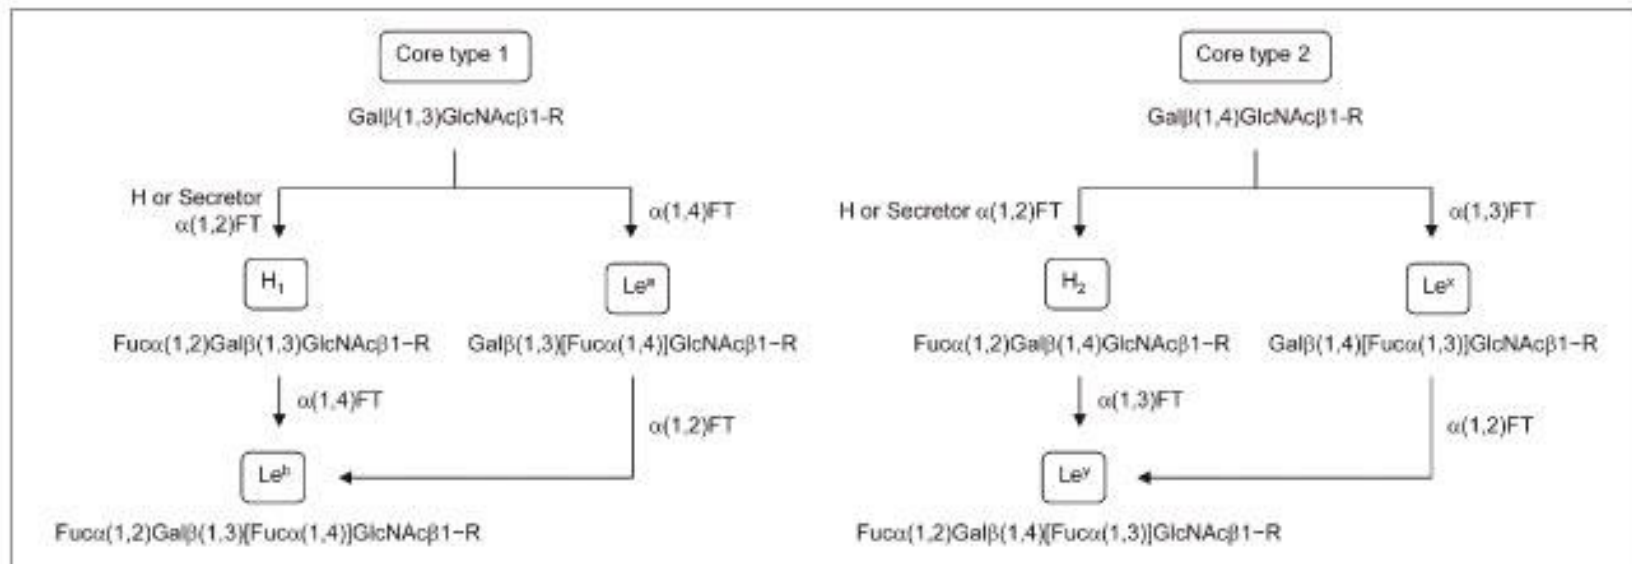 Core type 1
Galβ(1,3)GlcNAcβ1-R
H or Secretor
α(1,2)FT
α(1,4)FT
H₁
Leᵃ
Fucα(1,2)Galβ(1,3)GlcNAcβ1−R
Galβ(1,3)[Fucα(1,4)]GlcNAcβ1−R
α(1,4)FT
α(1,2)FT
Leᵇ
Fucα(1,2)Galβ(1,3)[Fucα(1,4)]GlcNAcβ1−R
Core type 2
Galβ(1,4)GlcNAcβ1-R
H or Secretor α(1,2)FT
α(1,3)FT
H₂
Leˣ
Fucα(1,2)Galβ(1,4)GlcNAcβ1−R
Galβ(1,4)[Fucα(1,3)]GlcNAcβ1−R
α(1,3)FT
α(1,2)FT
Leʸ
Fucα(1,2)Galβ(1,4)[Fucα(1,3)]GlcNAcβ1−R